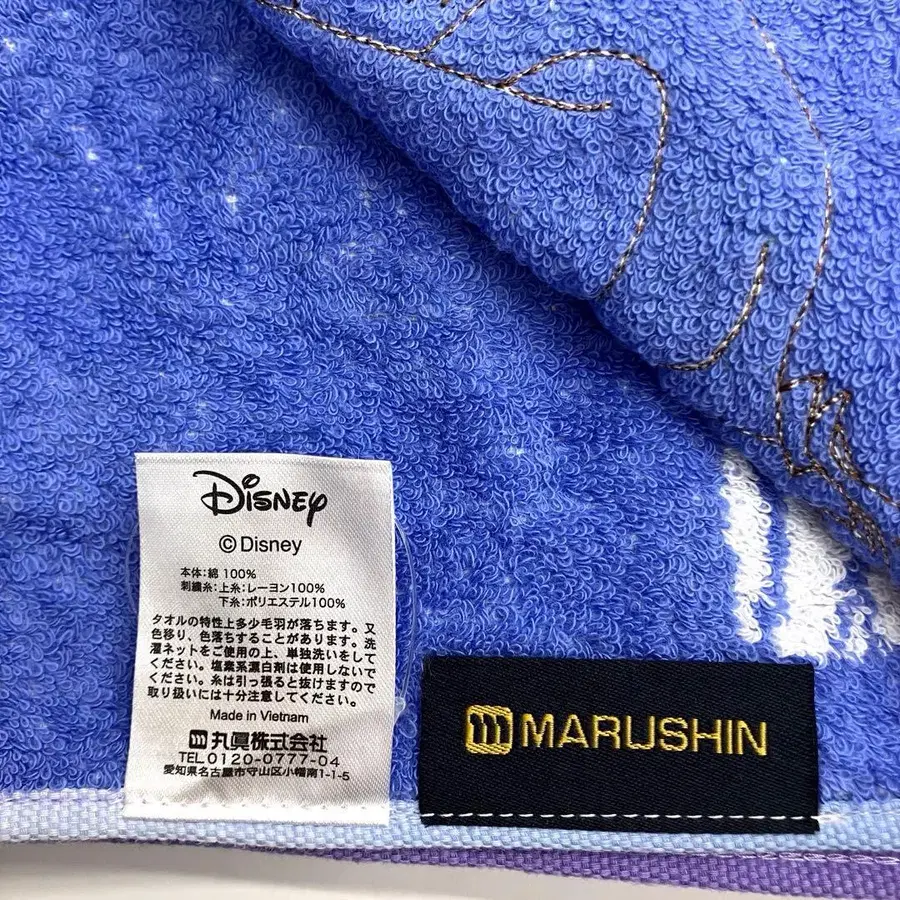 Disney
©Disney
本体：綿 100%
刺繍糸：上糸：レーヨン100%
下糸：ポリエステル100%
タオルの特性上多少毛羽が落ちます。又
色移り、色落ちすることがあります。洗
濯ネットをご使用の上、単独洗いをして
ください。塩素系漂白剤は使用しないで
ください。糸は引っ張ると抜けますので
取り扱いには十分注意してください。
Made in Vietnam
丸眞株式会社
TEL 0120-0777-04
愛知県名古屋市守山区小幡南1-1-5
MARUSHIN